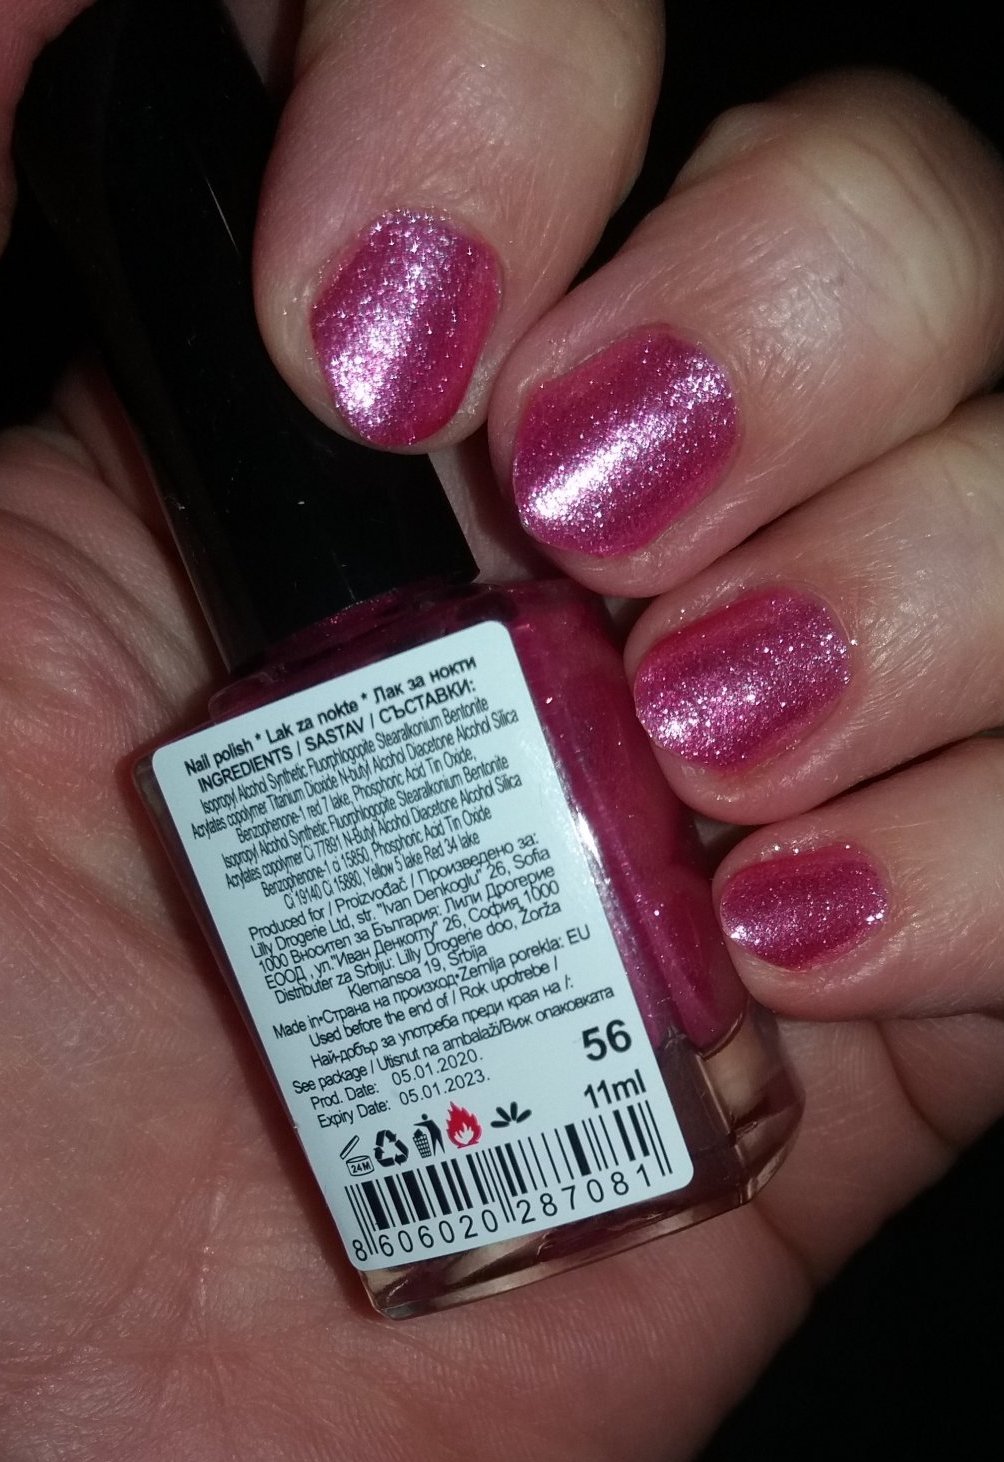 Nail polish * Lak za nokte * Лак за нокти
INGREDIENTS / SASTAV / СЪСТАВКИ:
Isopropyl Alcohol Synthetic Fluorphlogopite Stearalkonium Bentonite
Acrylates copolymer Titanium Dioxide N-butyl Alcohol Diacetone Alcohol Silica
Benzophenone-1 red 7 lake, Phosphoric Acid Tin Oxide,
Isopropyl Alcohol Synthetic Fluorphlogopite Stearalkonium Bentonite
Acrylates copolymer Ci 77891 N-Butyl Alcohol Diacetone Alcohol Silica
Benzophenone-1 ci 15850, Phosphoric Acid Tin Oxide
Ci 19140 Ci 15880, Yellow 5 lake Red 34 lake
Produced for / Proizvođač / Произведено за:
Lilly Drogerie Ltd, str. "Ivan Denkoglu" 26, Sofia
1000 Вносител за България: Лили Дрогерие
ЕООД , ул."Иван Денкоглу" 26, София, 1000
Distributer za Srbiju: Lilly Drogerie doo, Žorža
Klemansoa 19, Srbija
Made in•Страна на произход•Zemlja porekla: EU
Used before the end of / Rok upotrebe /
Най-добър за употреба преди края на /:
See package / Utisnut na ambalaži/Виж опаковката
Prod. Date: 05.01.2020.
Expiry Date: 05.01.2023.
56
11ml
24M
8 606020 287081